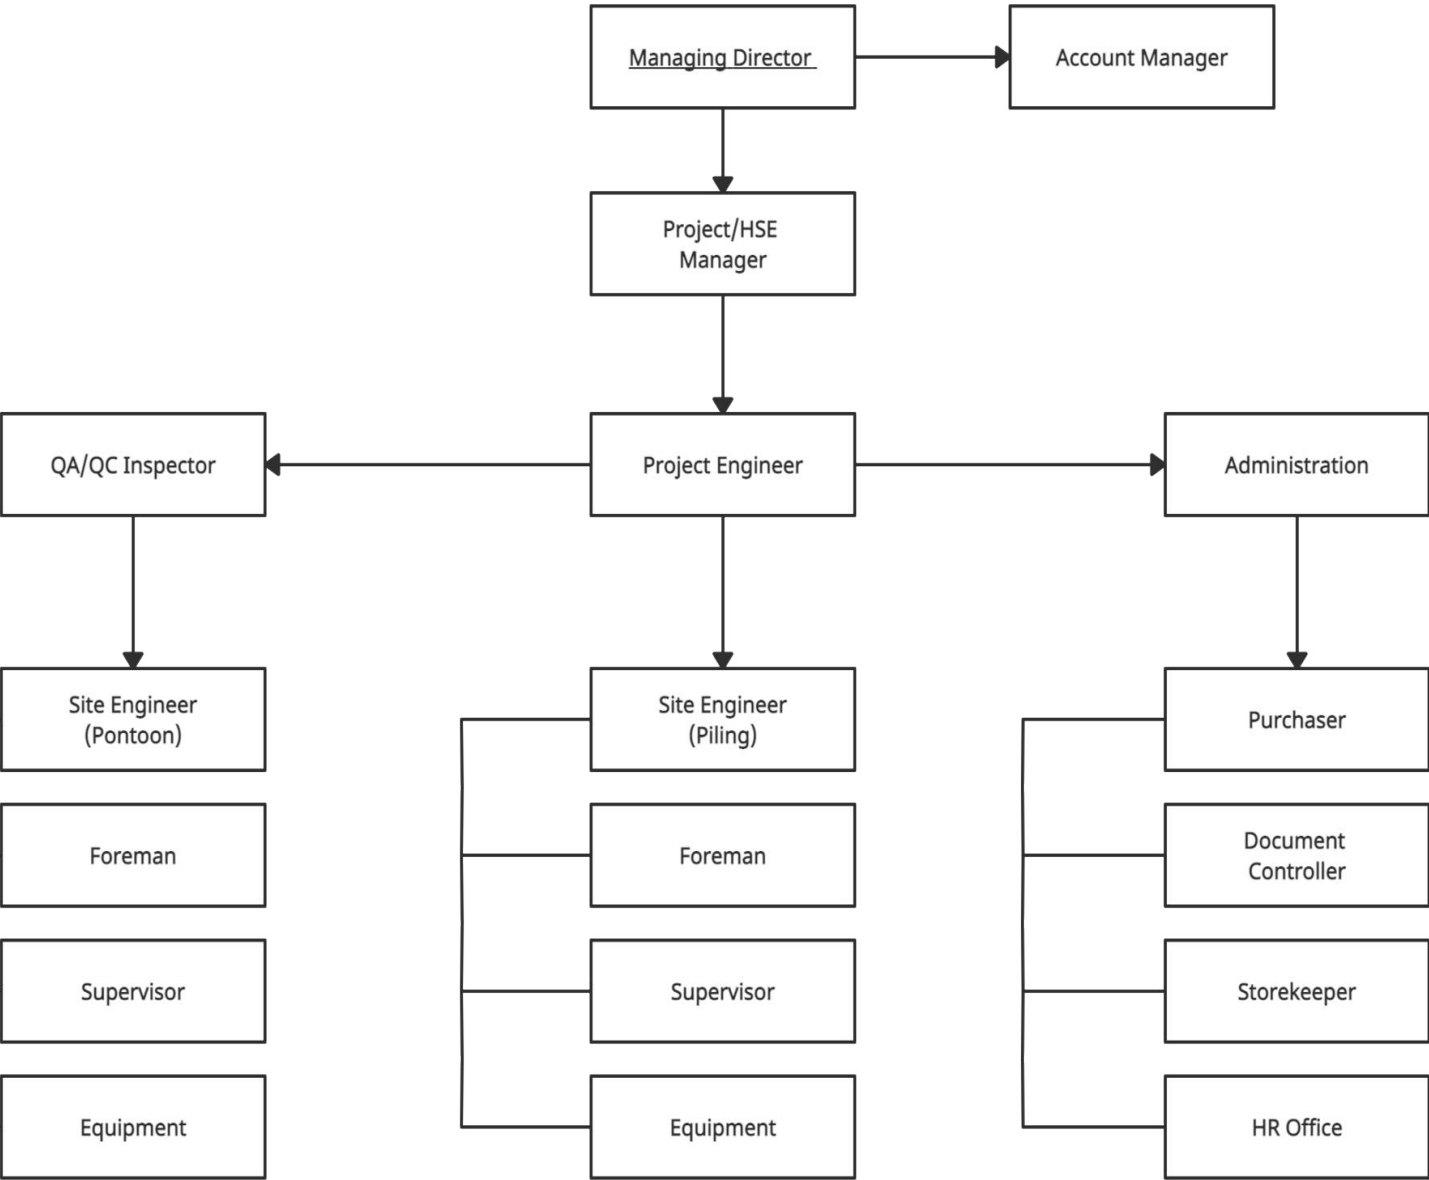 Managing Director
Account Manager
Project/HSE
Manager
QA/QC Inspector
Project Engineer
Administration
Site Engineer
(Pontoon)
Site Engineer
(Piling)
Purchaser
Foreman
Foreman
Document
Controller
Supervisor
Supervisor
Storekeeper
Equipment
Equipment
HR Office